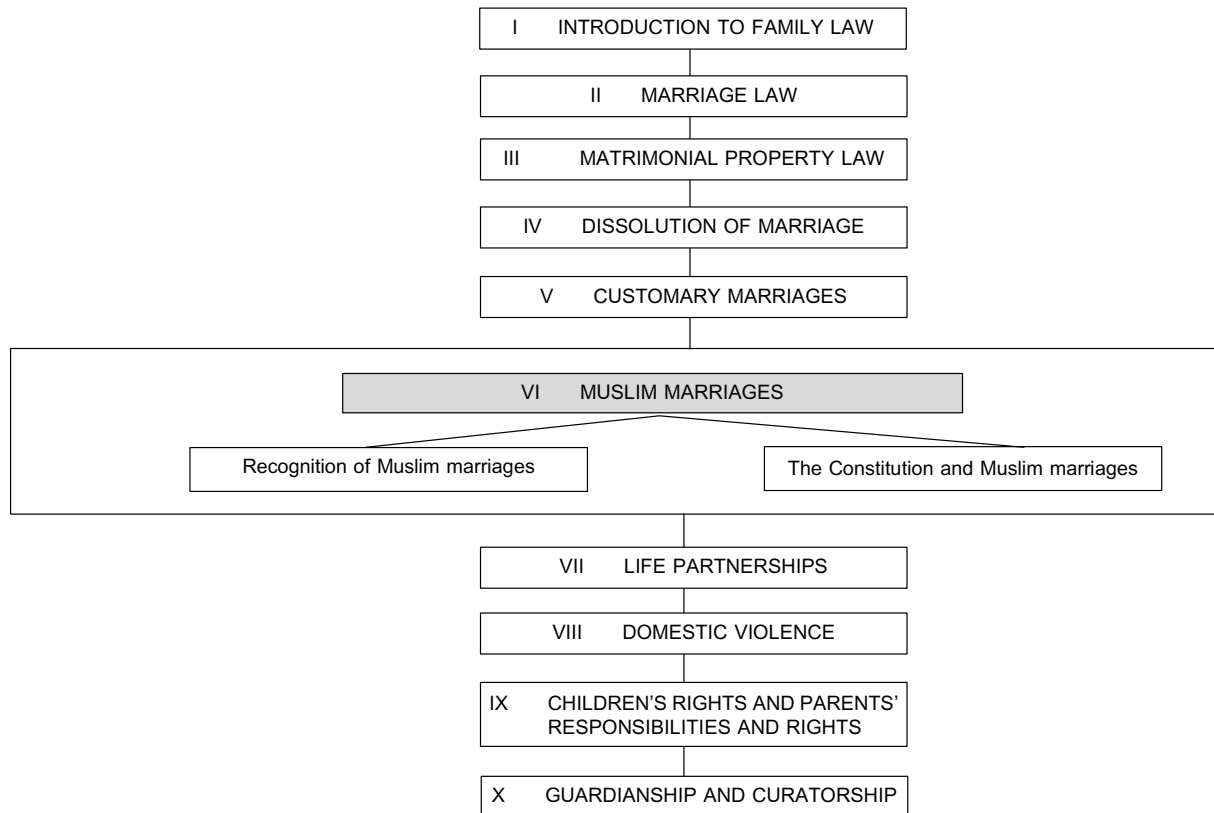 I INTRODUCTION TO FAMILY LAW
II MARRIAGE LAW
III MATRIMONIAL PROPERTY LAW
IV DISSOLUTION OF MARRIAGE
V CUSTOMARY MARRIAGES
VI MUSLIM MARRIAGES
Recognition of Muslim marriages
The Constitution and Muslim marriages
VII LIFE PARTNERSHIPS
VIII DOMESTIC VIOLENCE
IX CHILDREN’S RIGHTS AND PARENTS’
RESPONSIBILITIES AND RIGHTS
X GUARDIANSHIP AND CURATORSHIP